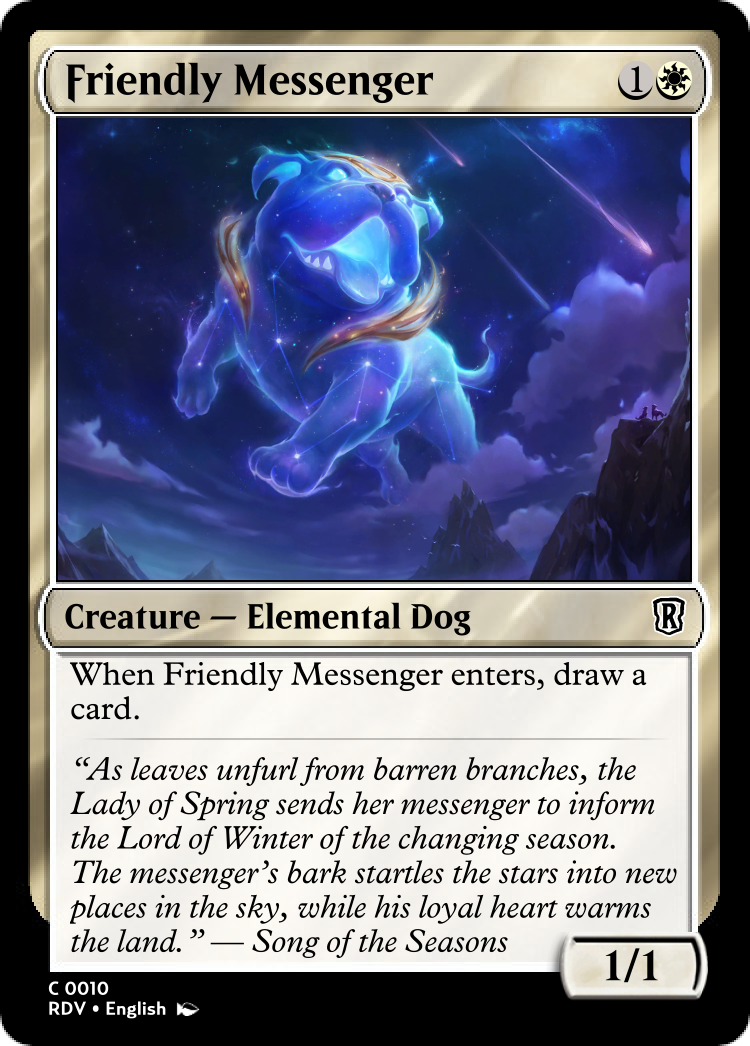 Friendly Messenger 1
Creature — Elemental Dog R
When Friendly Messenger enters, draw a
card.
“As leaves unfurl from barren branches, the
Lady of Spring sends her messenger to inform
the Lord of Winter of the changing season.
The messenger’s bark startles the stars into new
places in the sky, while his loyal heart warms
the land.” — Song of the Seasons
1/1
C 0010
RDV • English